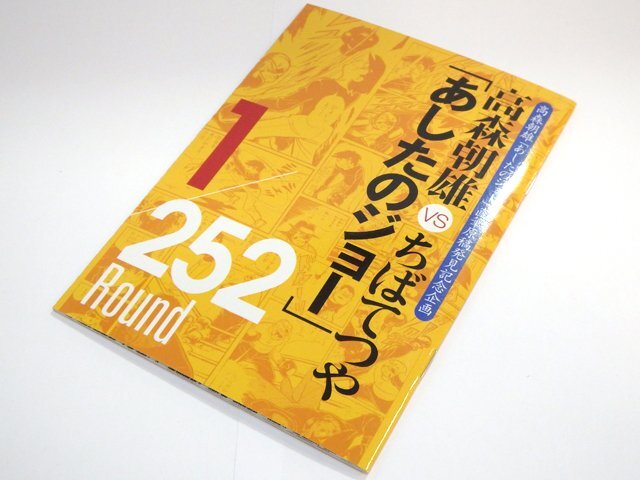 高森朝雄「あしたのジョー」直筆原稿発見記念企画
高森朝雄 VS ちばてつや
「あしたのジョー」
1/252
Round